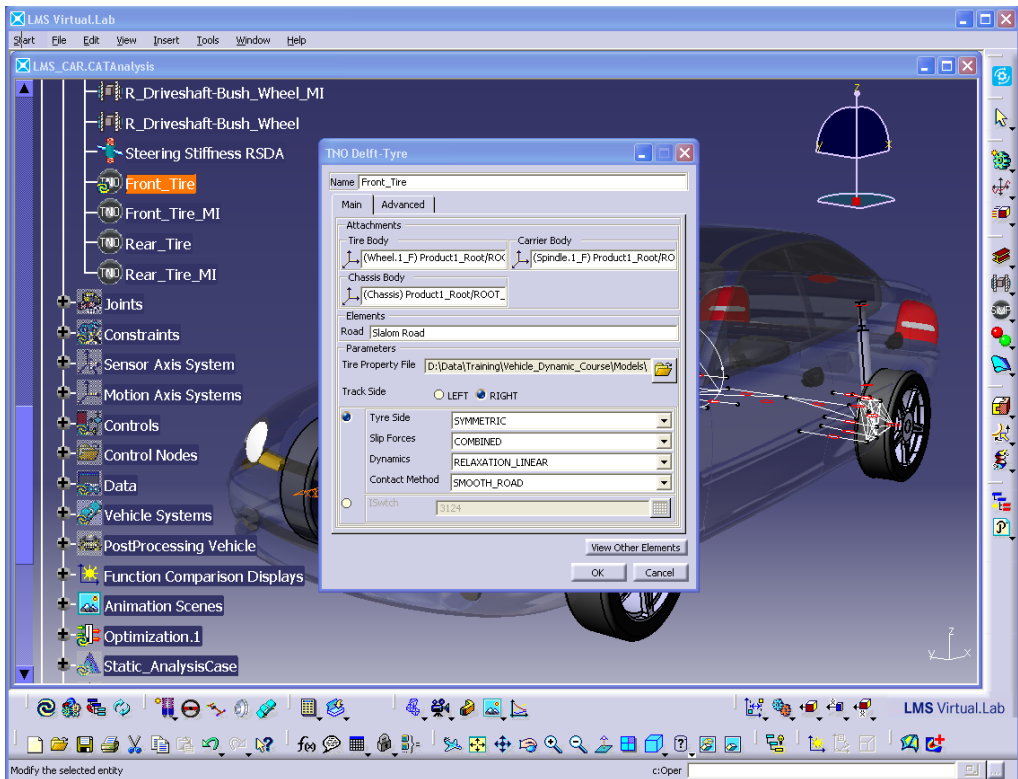 LMS Virtual.Lab
Start File Edit View Insert Tools Window Help
LMS_CAR.CATAnalysis
R_Driveshaft-Bush_Wheel_MI
R_Driveshaft-Bush_Wheel
Steering Stiffness RSDA
TNO Front_Tire
TNO Front_Tire_MI
TNO Rear_Tire
TNO Rear_Tire_MI
Joints
Constraints
Sensor Axis System
Motion Axis Systems
Controls
Control Nodes
Data
Vehicle Systems
PostProcessing Vehicle
Function Comparison Displays
Animation Scenes
Optimization.1
Static_AnalysisCase
TNO Delft-Tyre
Name Front_Tire
Main Advanced
Attachments
Tire Body Carrier Body
(Wheel.1_F) Product1_Root/ROC (Spindle.1_F) Product1_Root/RO
Chassis Body
(Chassis) Product1_Root/ROOT_
Elements
Road Slalom Road
Parameters
Tire Property File D:\Data\Training\Vehicle_Dynamic_Course\Models\
Track Side LEFT RIGHT
Tyre Side SYMMETRIC
Slip Forces COMBINED
Dynamics RELAXATION_LINEAR
Contact Method SMOOTH_ROAD
ISwtch 3124
View Other Elements
OK Cancel
z
y x
z
y x
SMP
P
LMS Virtual.Lab
f(x)
Modify the selected entity c:Oper